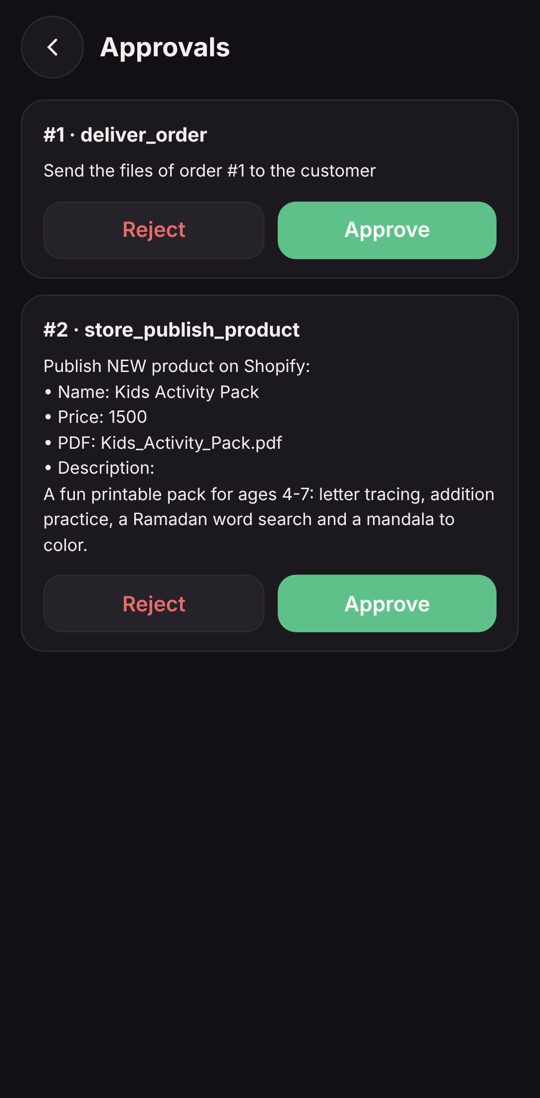 Approvals
#1 · deliver_order
Send the files of order #1 to the customer
Reject
Approve
#2 · store_publish_product
Publish NEW product on Shopify:
• Name: Kids Activity Pack
• Price: 1500
• PDF: Kids_Activity_Pack.pdf
• Description:
A fun printable pack for ages 4-7: letter tracing, addition
practice, a Ramadan word search and a mandala to
color.
Reject
Approve